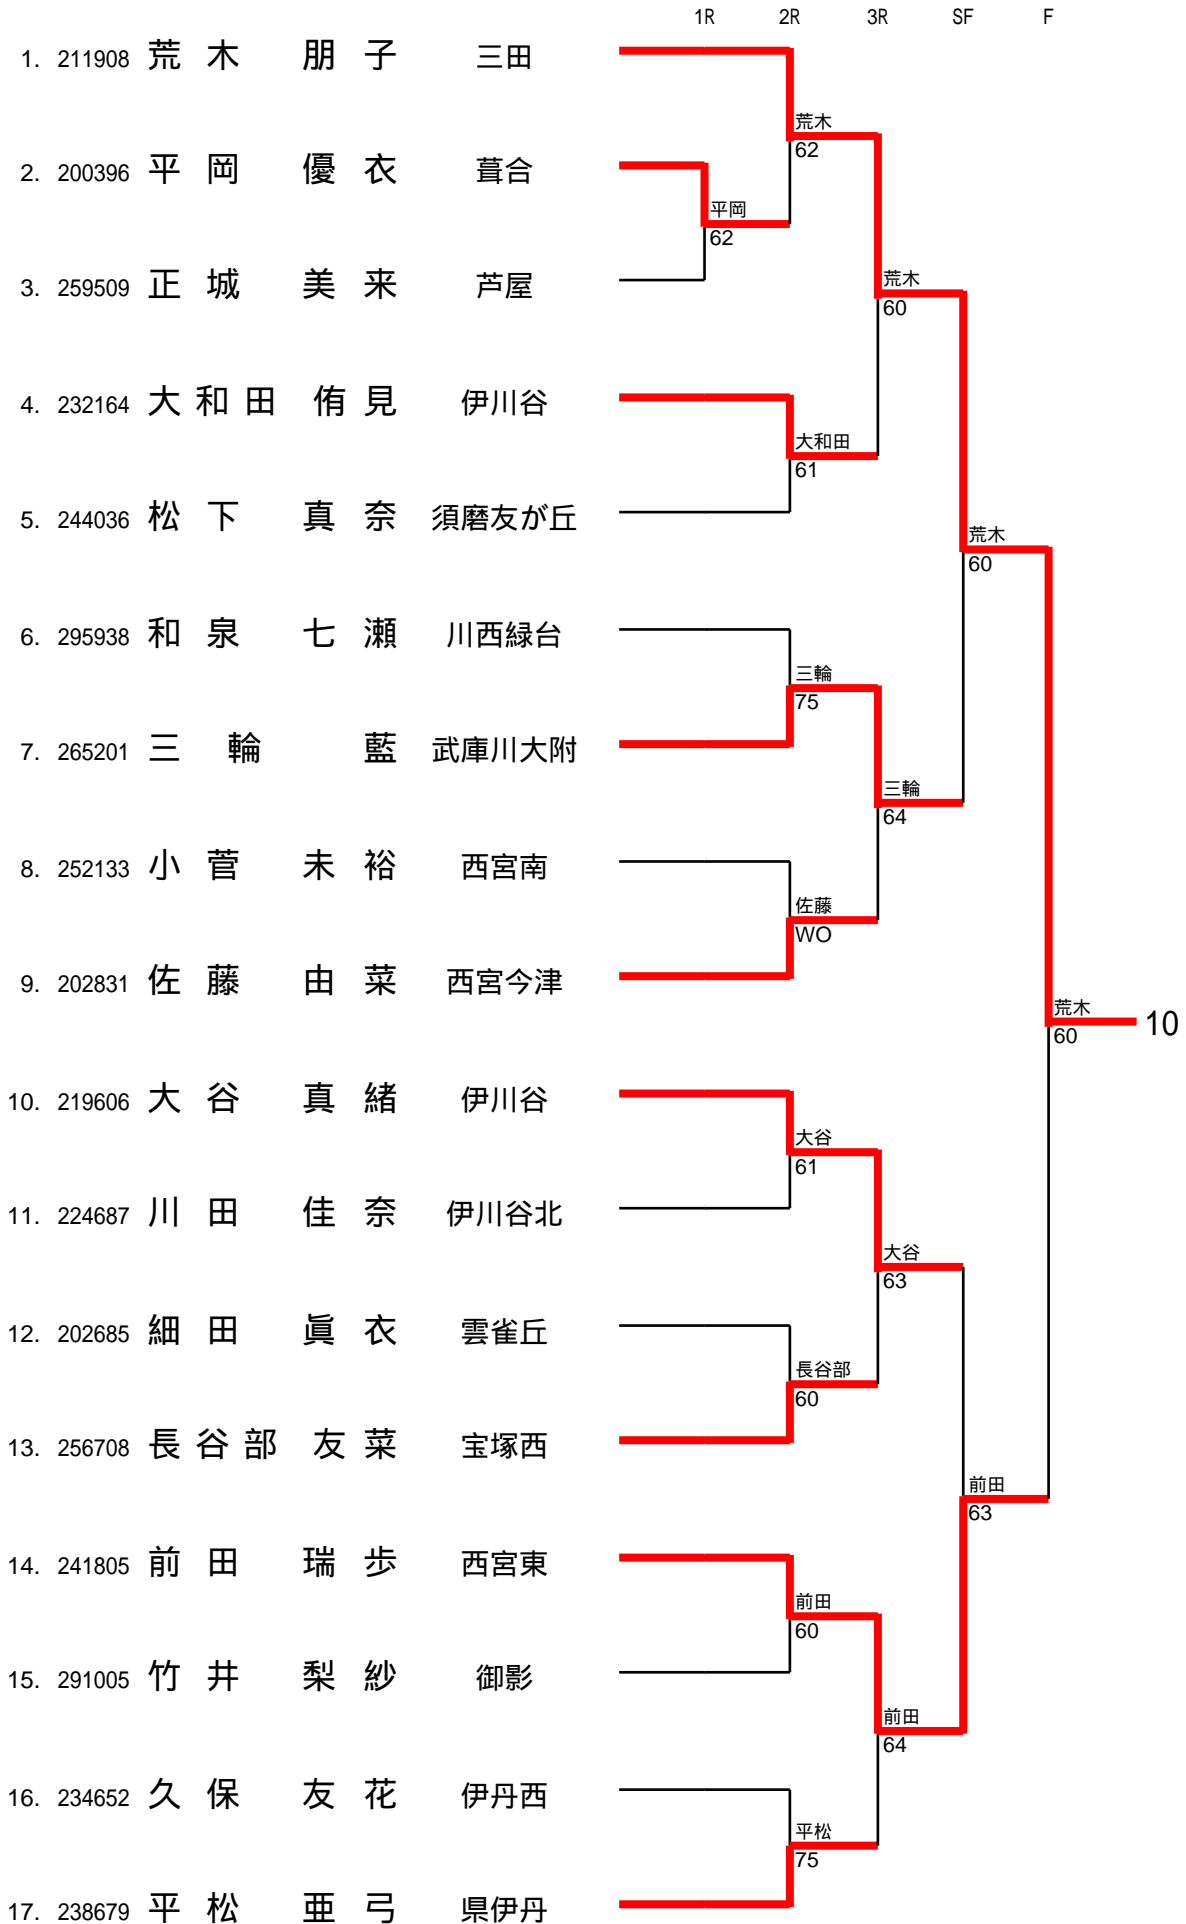 1R 2R 3R SF F
1. 211908 荒木 朋子 三田
荒木
62
2. 200396 平岡 優衣 葺合
平岡
62
3. 259509 正城 美来 芦屋
荒木
60
4. 232164 大和田 侑見 伊川谷
大和田
61
5. 244036 松下 真奈 須磨友が丘
荒木
60
6. 295938 和泉 七瀬 川西緑台
三輪
75
7. 265201 三輪 藍 武庫川大附
三輪
64
8. 252133 小菅 未裕 西宮南
佐藤
WO
9. 202831 佐藤 由菜 西宮今津
荒木
60
10
10. 219606 大谷 真緒 伊川谷
大谷
61
11. 224687 川田 佳奈 伊川谷北
大谷
63
12. 202685 細田 眞衣 雲雀丘
長谷部
60
13. 256708 長谷部 友菜 宝塚西
前田
63
14. 241805 前田 瑞歩 西宮東
前田
60
15. 291005 竹井 梨紗 御影
前田
64
16. 234652 久保 友花 伊丹西
平松
75
17. 238679 平松 亜弓 県伊丹